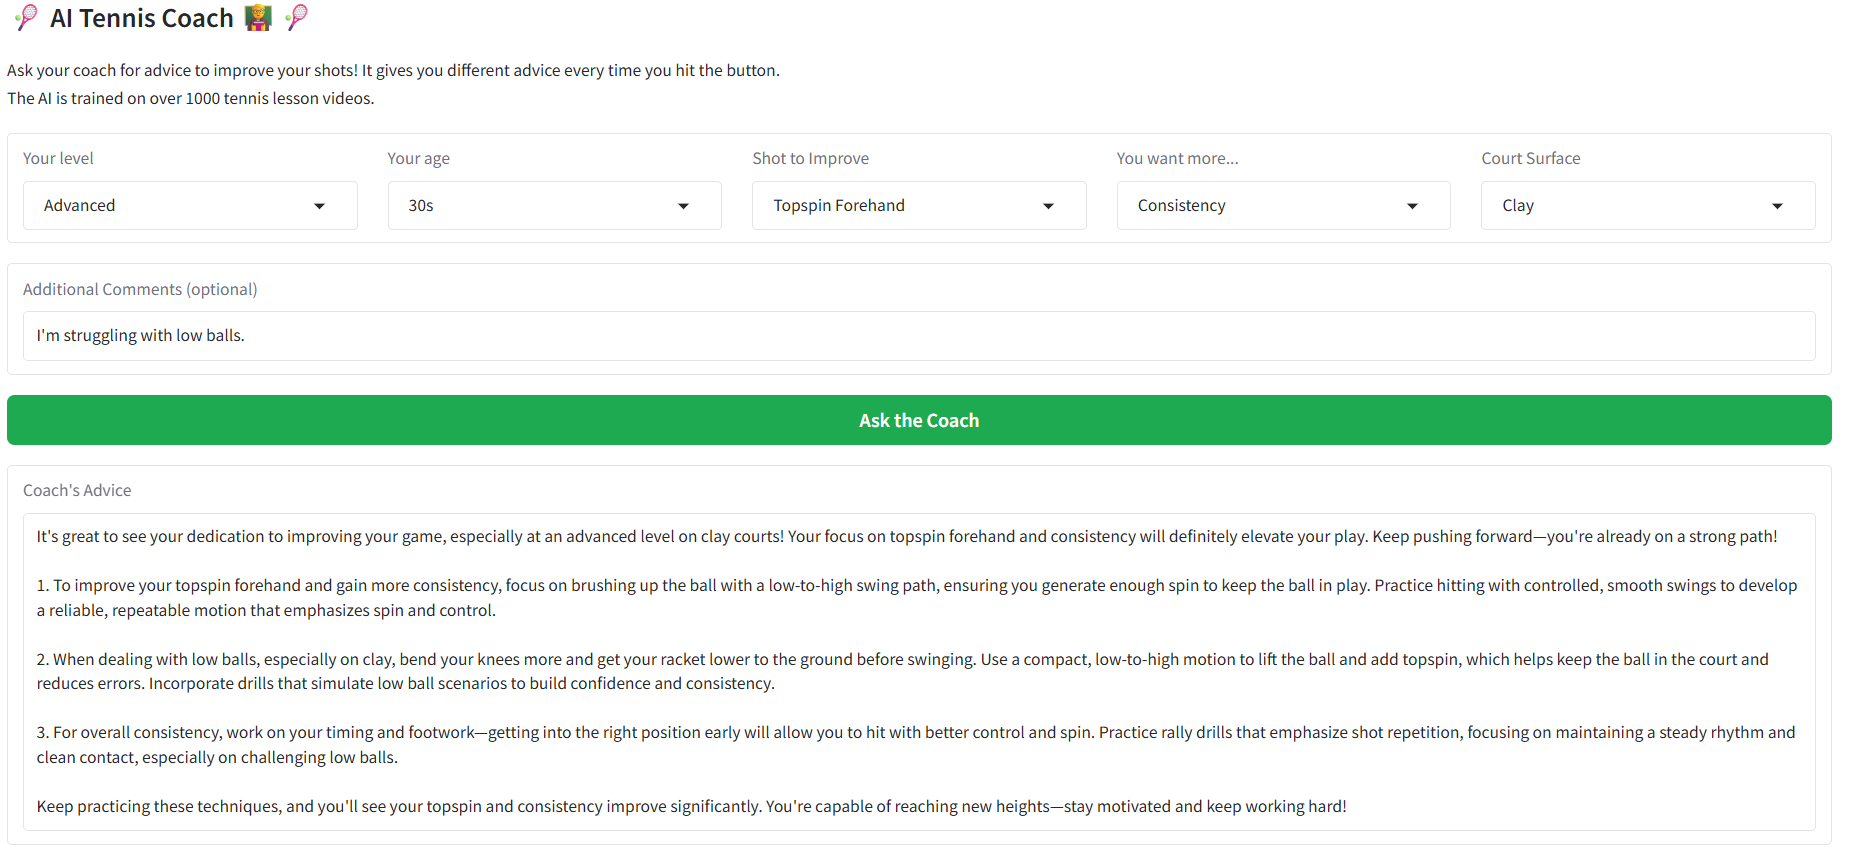 AI Tennis Coach
Ask your coach for advice to improve your shots! It gives you different advice every time you hit the button.
The AI is trained on over 1000 tennis lesson videos.
Your level
Your age
Shot to Improve
You want more...
Court Surface
Advanced
30s
Topspin Forehand
Consistency
Clay
Additional Comments (optional)
I'm struggling with low balls.
Ask the Coach
Coach's Advice
It's great to see your dedication to improving your game, especially at an advanced level on clay courts! Your focus on topspin forehand and consistency will definitely elevate your play. Keep pushing forward—you're already on a strong path!
1. To improve your topspin forehand and gain more consistency, focus on brushing up the ball with a low-to-high swing path, ensuring you generate enough spin to keep the ball in play. Practice hitting with controlled, smooth swings to develop
a reliable, repeatable motion that emphasizes spin and control.
2. When dealing with low balls, especially on clay, bend your knees more and get your racket lower to the ground before swinging. Use a compact, low-to-high motion to lift the ball and add topspin, which helps keep the ball in the court and
reduces errors. Incorporate drills that simulate low ball scenarios to build confidence and consistency.
3. For overall consistency, work on your timing and footwork—getting into the right position early will allow you to hit with better control and spin. Practice rally drills that emphasize shot repetition, focusing on maintaining a steady rhythm and
clean contact, especially on challenging low balls.
Keep practicing these techniques, and you'll see your topspin and consistency improve significantly. You're capable of reaching new heights—stay motivated and keep working hard!